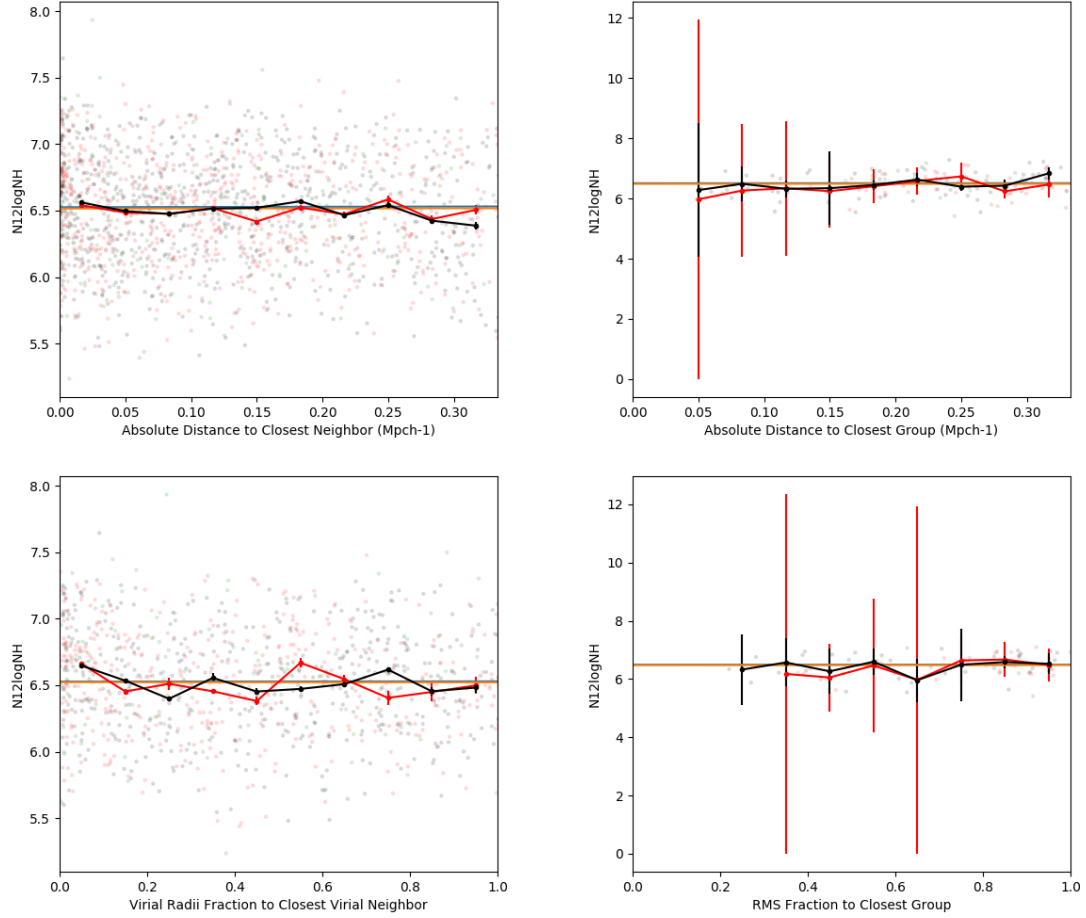 8.0
7.5
7.0
6.5
6.0
5.5
N12logNH
0.00 0.05 0.10 0.15 0.20 0.25 0.30
Absolute Distance to Closest Neighbor (Mpch-1)
12
10
8
6
4
2
0
N12logNH
0.00 0.05 0.10 0.15 0.20 0.25 0.30
Absolute Distance to Closest Group (Mpch-1)
8.0
7.5
7.0
6.5
6.0
5.5
N12logNH
0.0 0.2 0.4 0.6 0.8 1.0
Virial Radii Fraction to Closest Virial Neighbor
12
10
8
6
4
2
0
N12logNH
0.0 0.2 0.4 0.6 0.8 1.0
RMS Fraction to Closest Group